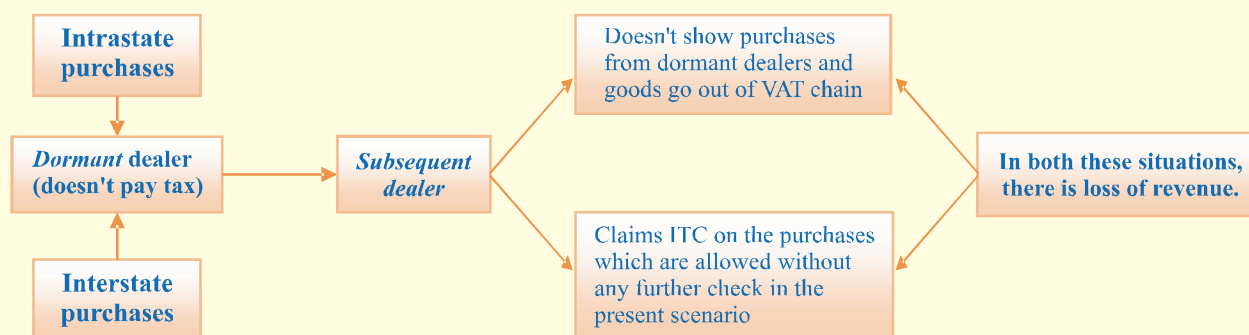 Intrastate
purchases
Dormant dealer
(doesn't pay tax)
Interstate
purchases
Subsequent
dealer
Doesn't show purchases
from dormant dealers and
goods go out of VAT chain
Claims ITC on the purchases
which are allowed without
any further check in the
present scenario
In both these situations,
there is loss of revenue.